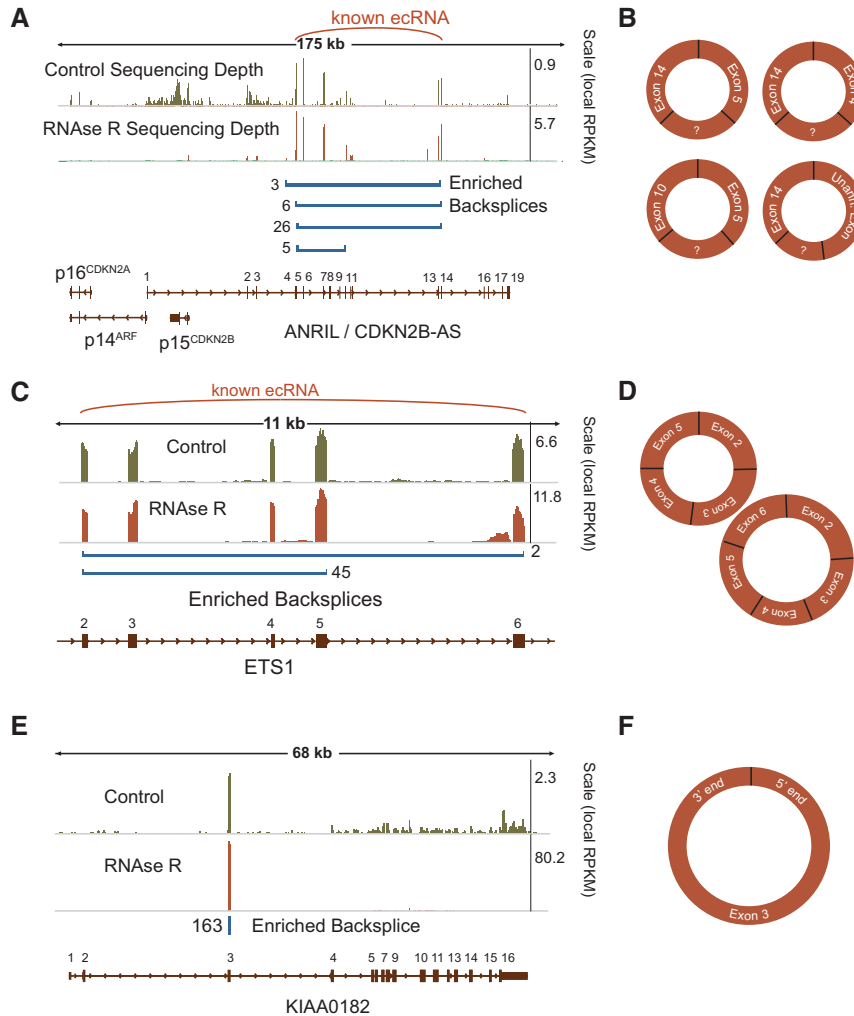 A
known ecRNA
175 kb
Control Sequencing Depth
0.9
RNAse R Sequencing Depth
5.7
Scale (local RPKM)
3 Enriched
6 Backsplices
26
5
p16CDKN2A
1 2 3 4 5 6 7 8 9 11 13 14 16 17 19
p14ARF
p15CDKN2B
ANRIL / CDKN2B-AS
B
Exon 14 Exon 5 ?
Exon 14 Exon 4 ?
Exon 10 Exon 5 ?
Exon 14 Unann. Exon ?
C
known ecRNA
11 kb
Control
6.6
RNAse R
11.8
Scale (local RPKM)
2
45
Enriched Backsplices
2 3 4 5 6
ETS1
D
Exon 5 Exon 2 Exon 3 Exon 4
Exon 6 Exon 2 Exon 3 Exon 4 Exon 5
E
68 kb
Control
2.3
RNAse R
80.2
Scale (local RPKM)
163 Enriched Backsplice
1 2 3 4 5 7 9 10 11 13 14 15 16
KIAA0182
F
3' end 5' end
Exon 3